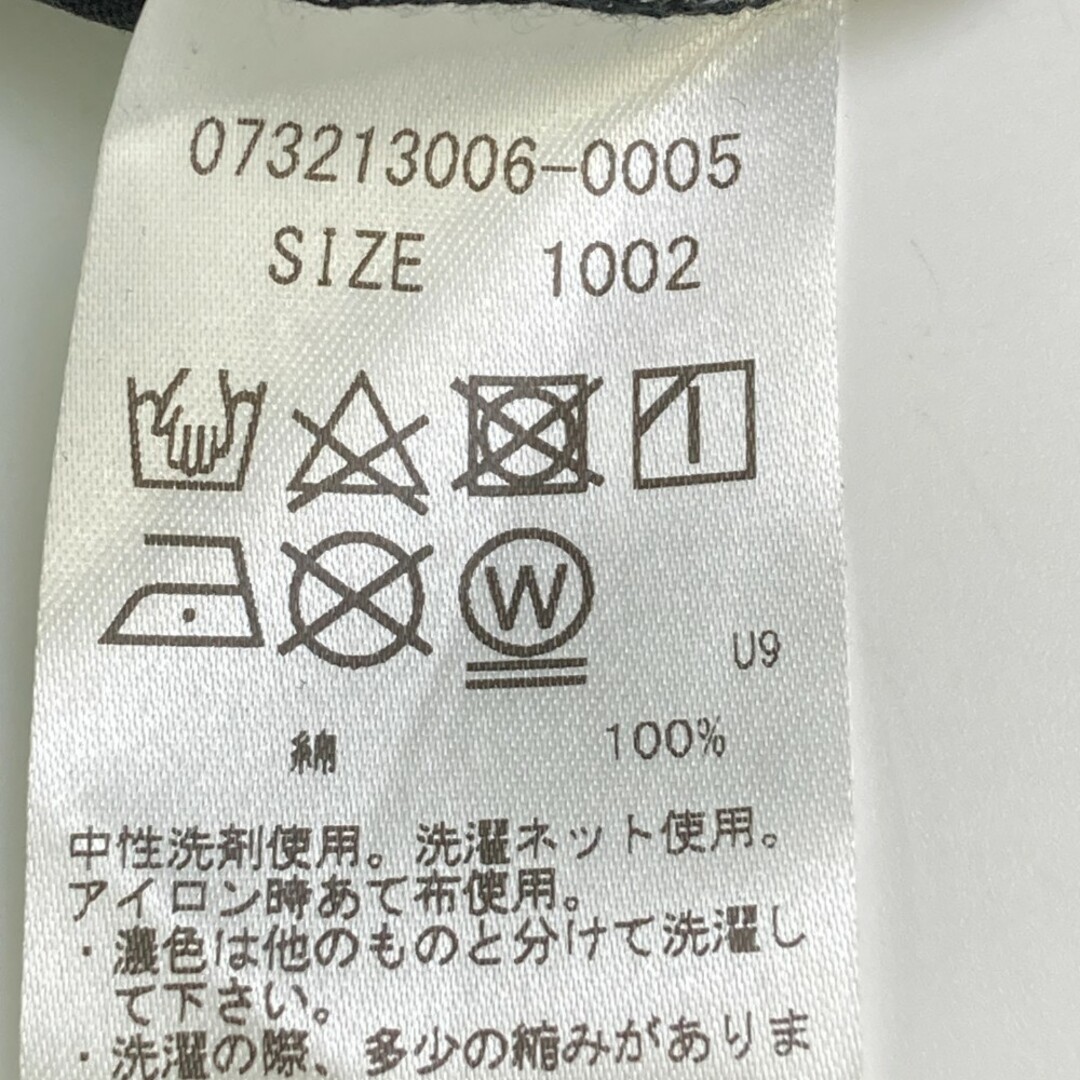 073213006-0005
SIZE 1002
W
U9
綿 100%
中性洗剤使用。洗濯ネット使用。
アイロン時あて布使用。
・濃色は他のものと分けて洗濯し
て下さい。
・洗濯の際、多少の縮みがありま